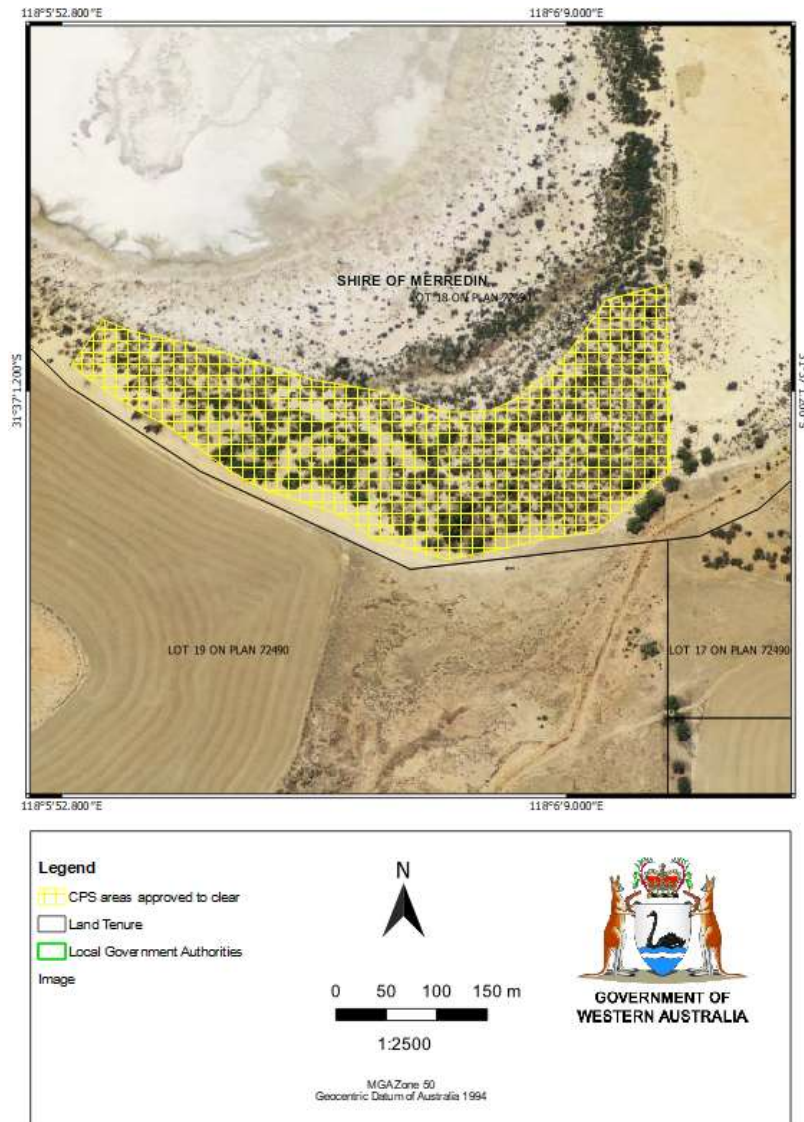 118°5'52.800"E
118°6'9.000"E
31°37'1.200"S
SHIRE OF MERREDIN
LOT 18 ON PLAN
LOT 19 ON PLAN 72490
LOT 17 ON PLAN 72490
118°5'52.800"E
118°6'9.000"E
Legend
CPS areas approved to clear
Land Tenure
Local Government Authorities
Image
N
0 50 100 150 m
1:2500
MGA Zone 50
Geocentric Datum of Australia 1994
GOVERNMENT OF
WESTERN AUSTRALIA